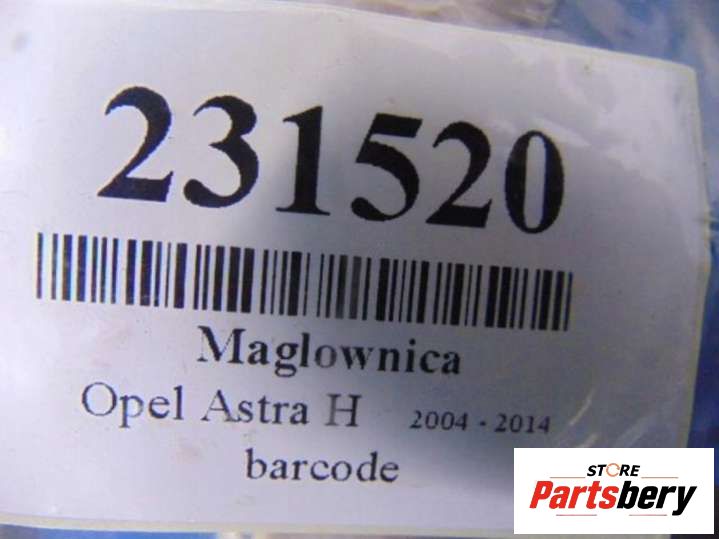 231520
Maglownica
Opel Astra H 2004 - 2014
barcode
STORE
Partsbery